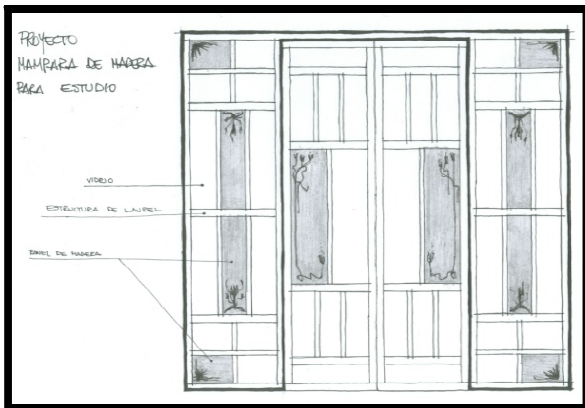 PROYECTO
MAMPARA DE MADERA
PARA ESTUDIO
VIDRIO
ESTRUCTURA DE LAUREL
PANEL DE MADERA